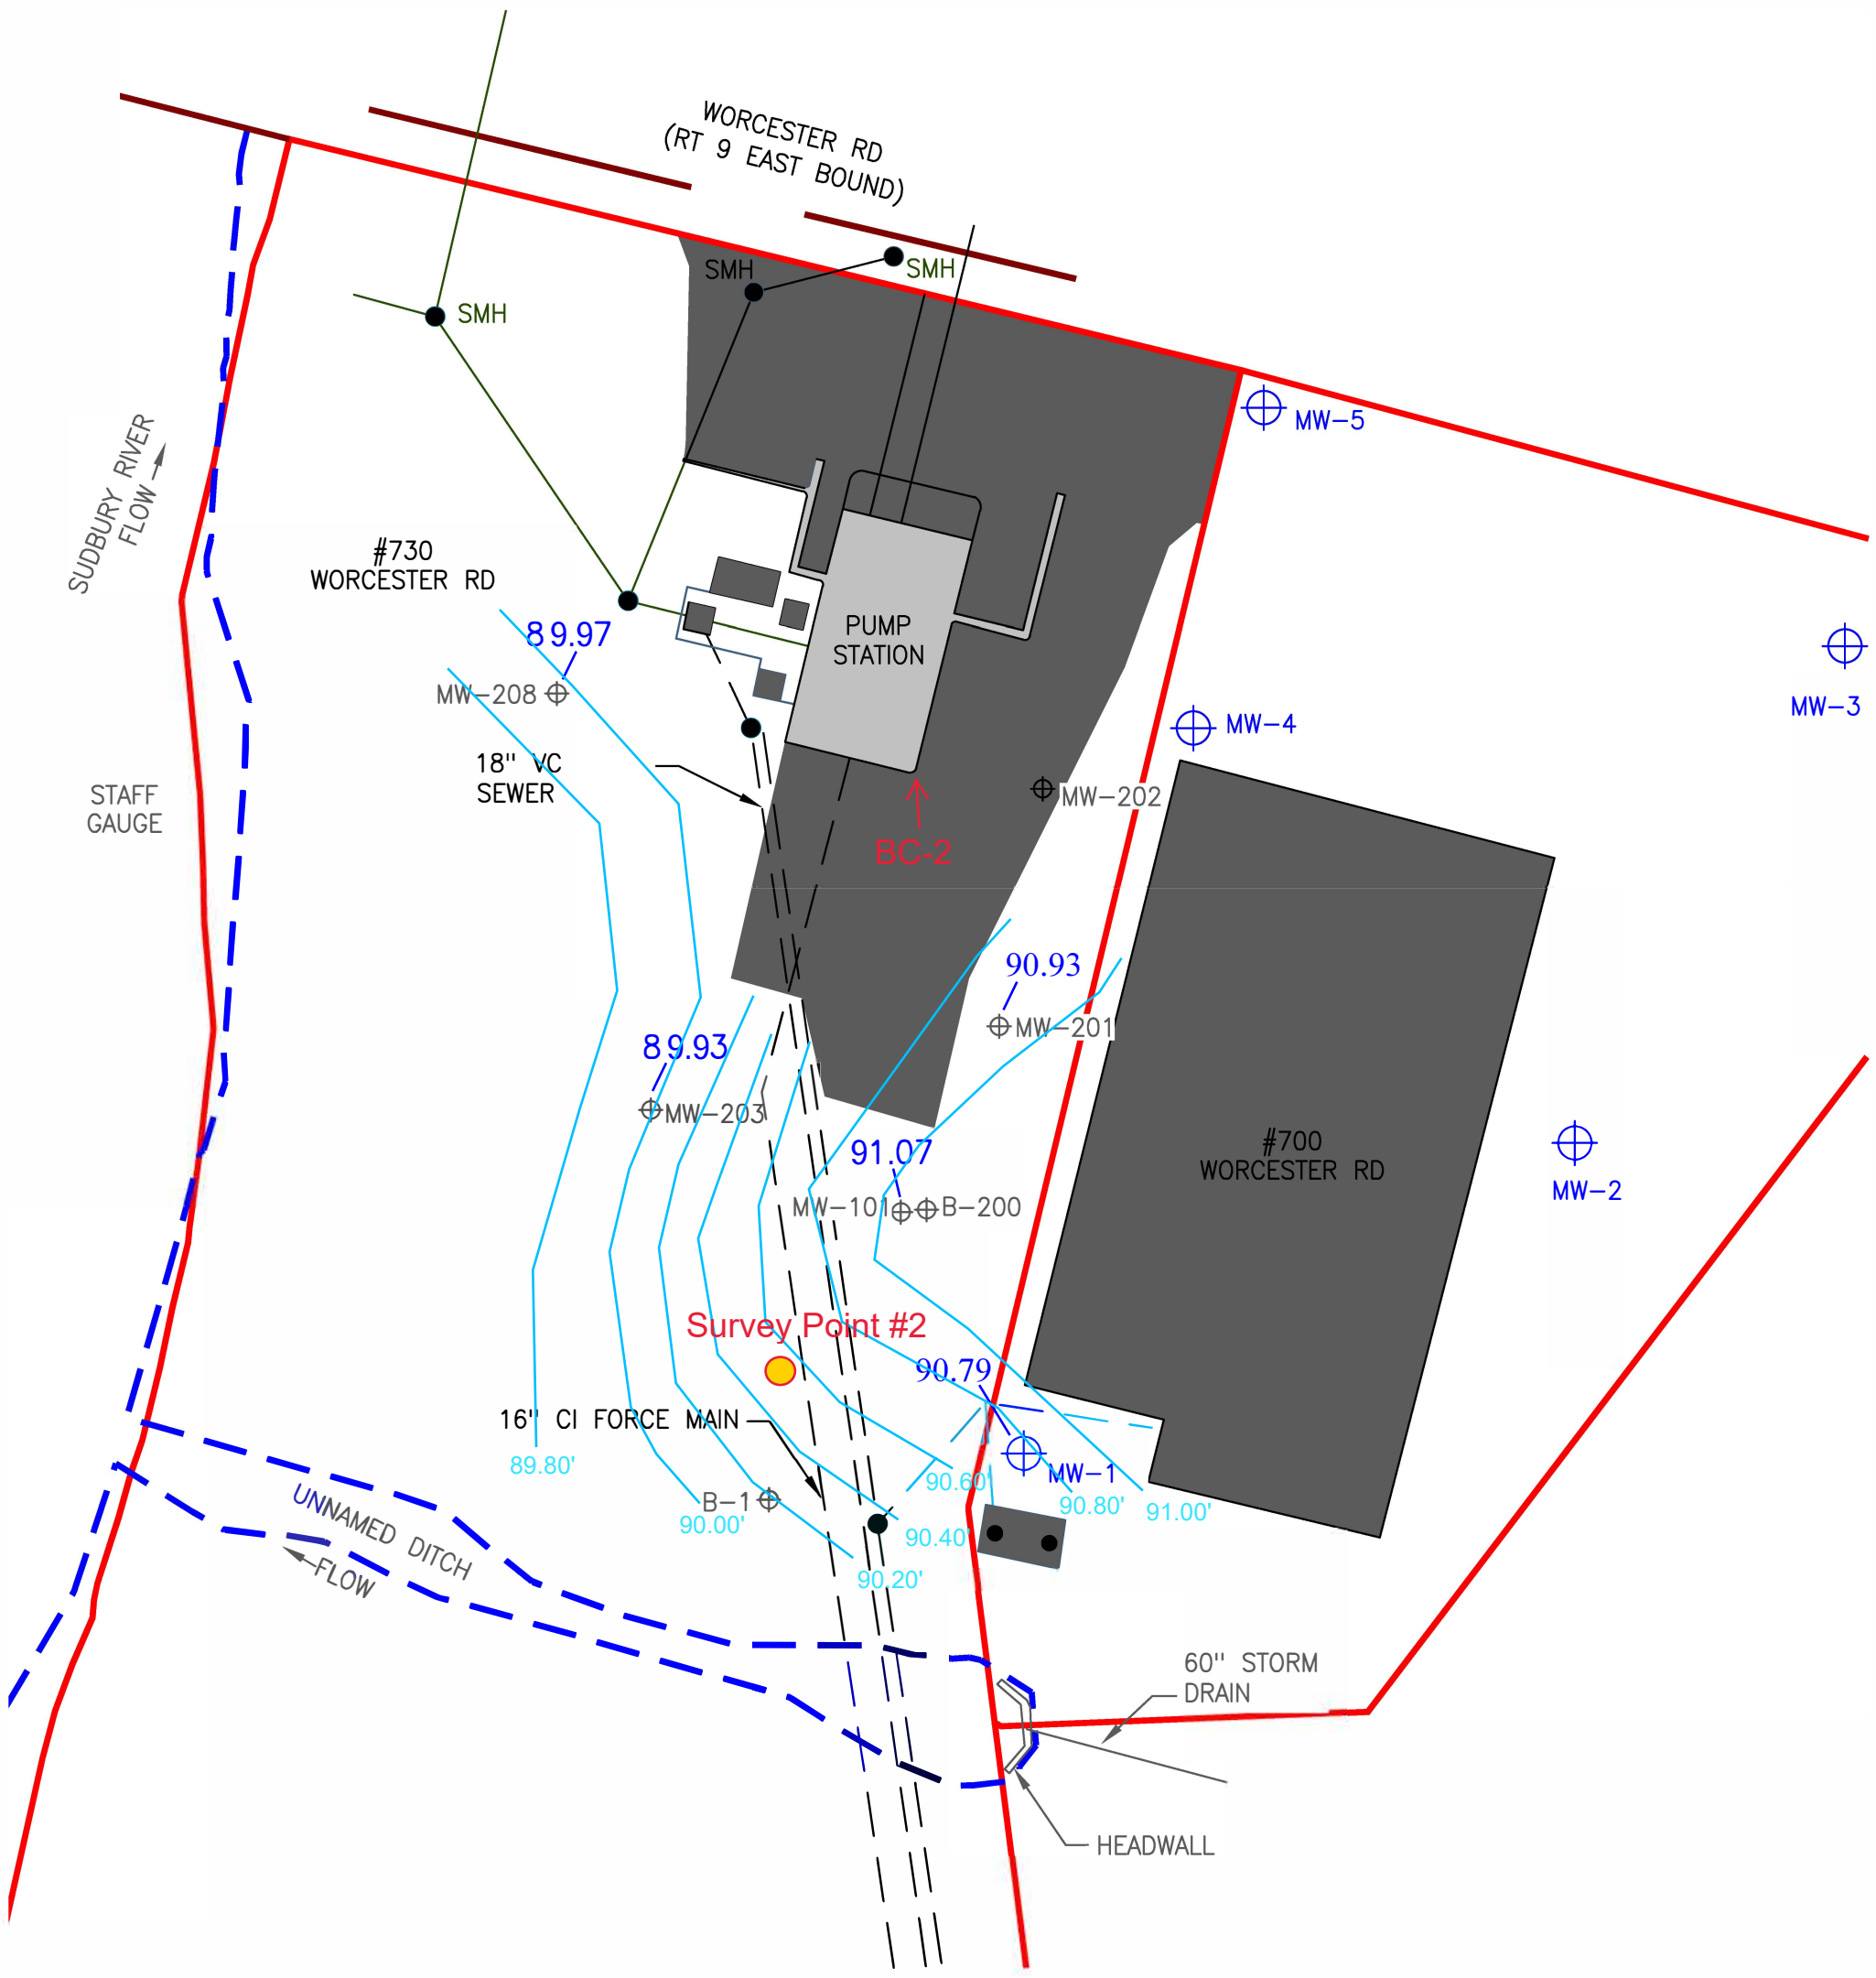 WORCESTER RD
(RT 9 EAST BOUND)
SMH
SMH
SMH
MW-5
SUDBURY RIVER
FLOW
#730
WORCESTER RD
89.97
PUMP
STATION
MW-208
MW-3
MW-4
18" VC
SEWER
STAFF
GAUGE
MW-202
BC-2
90.93
MW-201
89.93
MW-203
91.07
#700
WORCESTER RD
MW-2
MW-101
B-200
Survey Point #2
90.79
16" CI FORCE MAIN
89.80'
MW-1
90.60'
B-1
90.80'
91.00'
90.00'
90.40'
UNNAMED DITCH
FLOW
90.20'
60" STORM
DRAIN
HEADWALL